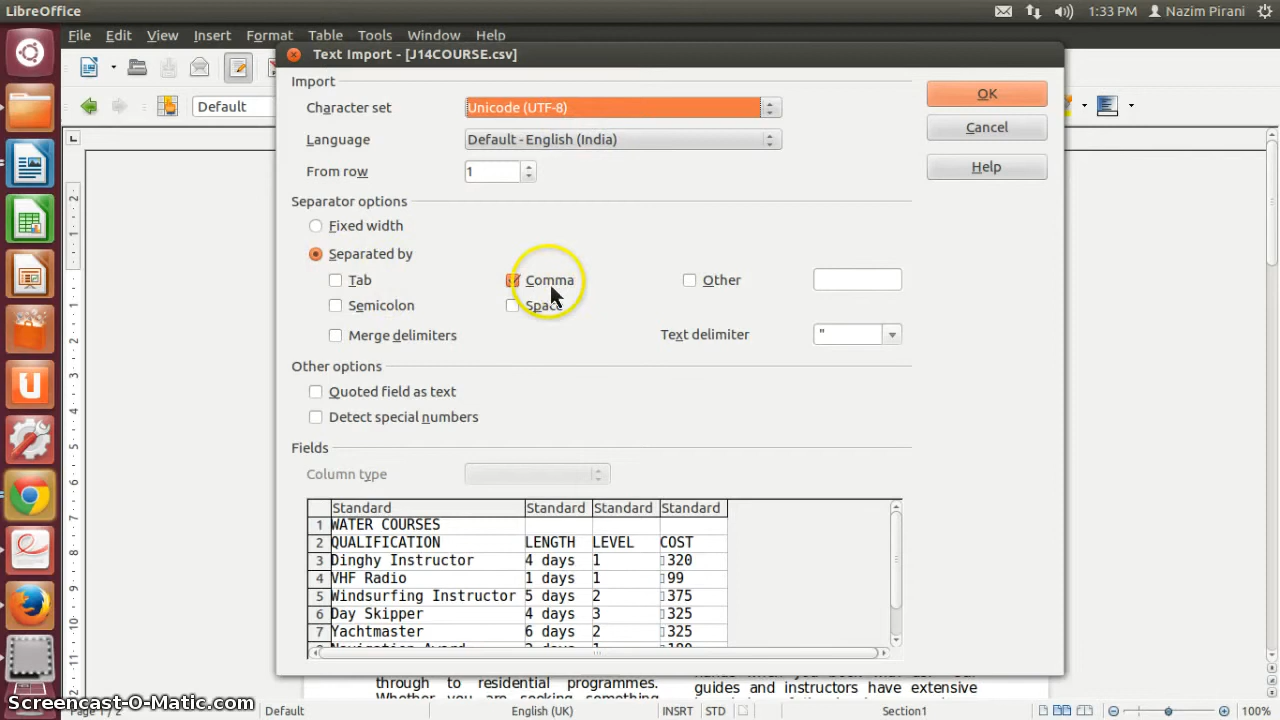 LibreOffice
1:33 PM
Nazim Pirani
File Edit View Insert Format Table Tools Window Help
Text Import - [J14COURSE.csv]
Import
Character set
Unicode (UTF-8)
OK
Default
Language
Default - English (India)
Cancel
From row
1
Help
Separator options
Fixed width
Separated by
Tab
Comma
Other
Semicolon
Space
Merge delimiters
Text delimiter
"
Other options
Quoted field as text
Detect special numbers
Fields
Column type
Standard Standard Standard Standard
1 WATER COURSES
2 QUALIFICATION LENGTH LEVEL COST
3 Dinghy Instructor 4 days 1 320
4 VHF Radio 1 days 1 99
5 Windsurfing Instructor 5 days 2 375
6 Day Skipper 4 days 3 325
7 Yachtmaster 6 days 2 325
through to residential programmes.
guides and instructors have extensive
Screencast-O-Matic.com
Page 1 / 2
Default
English (UK)
INSRT
STD
Section1
100%